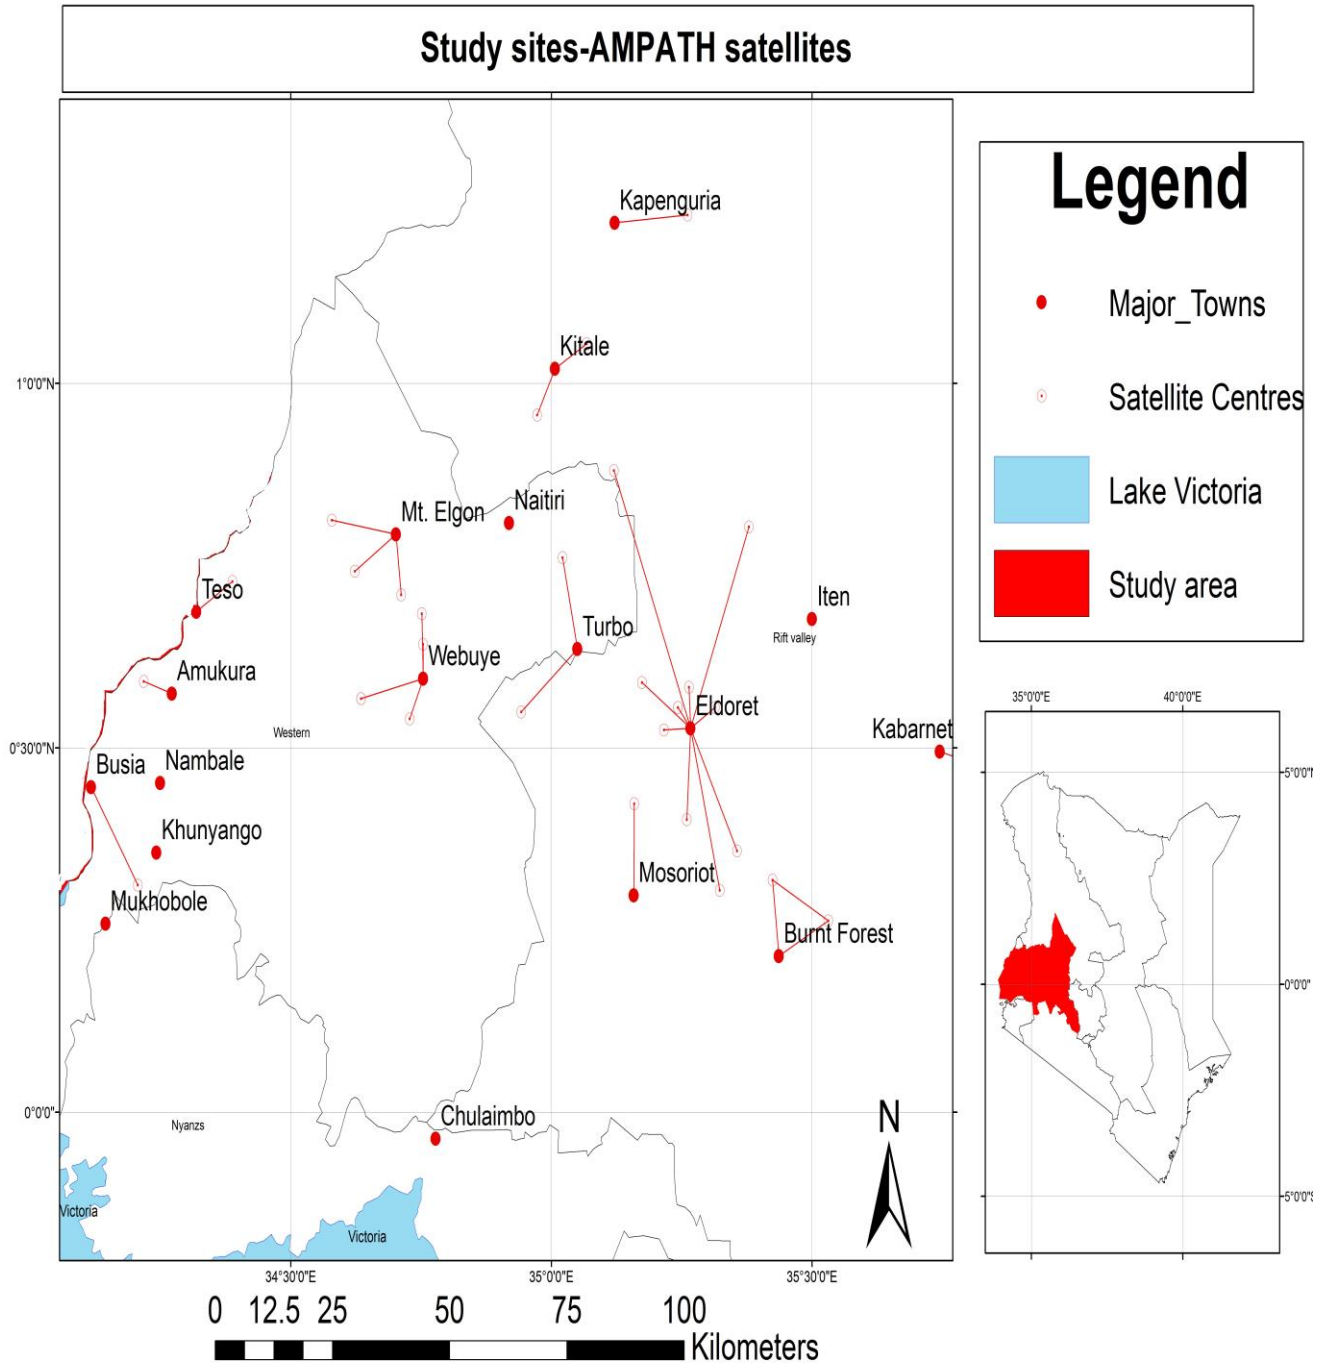 Study sites-AMPATH satellites
Kapenguria
Kitale
1°0'0"N
Mt. Elgon
Naitiri
Teso
Turbo
Iten
Rift valley
Amukura
Webuye
Eldoret
Western
Kabarnet
0°30'0"N
Busia
Nambale
Khunyango
Mosoriot
Mukhobole
Burnt Forest
0°0'0"
Chulaimbo
Nyanzs
N
Victoria
Victoria
34°30'0"E
35°0'0"E
35°30'0"E
0 12.5 25 50 75 100
Kilometers
Legend
Major_Towns
Satellite Centres
Lake Victoria
Study area
35°0'0"E
40°0'0"E
5°0'0"N
0°0'0"
5°0'0"S